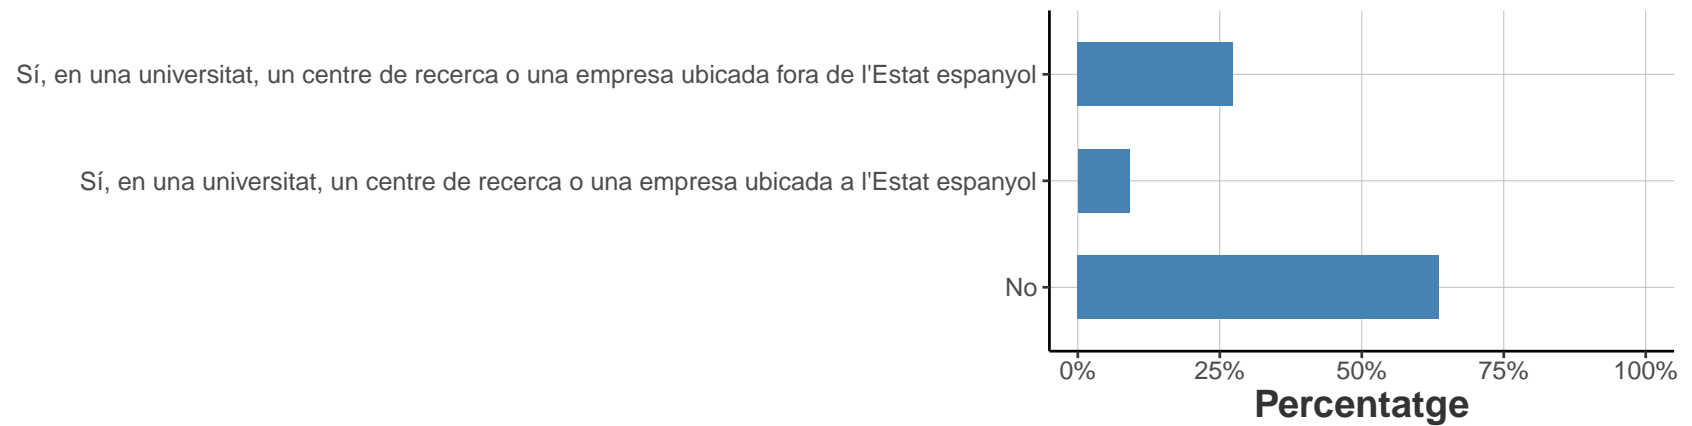 Sí, en una universitat, un centre de recerca o una empresa ubicada fora de l'Estat espanyol
Sí, en una universitat, un centre de recerca o una empresa ubicada a l'Estat espanyol
No
0% 25% 50% 75% 100%
Percentatge